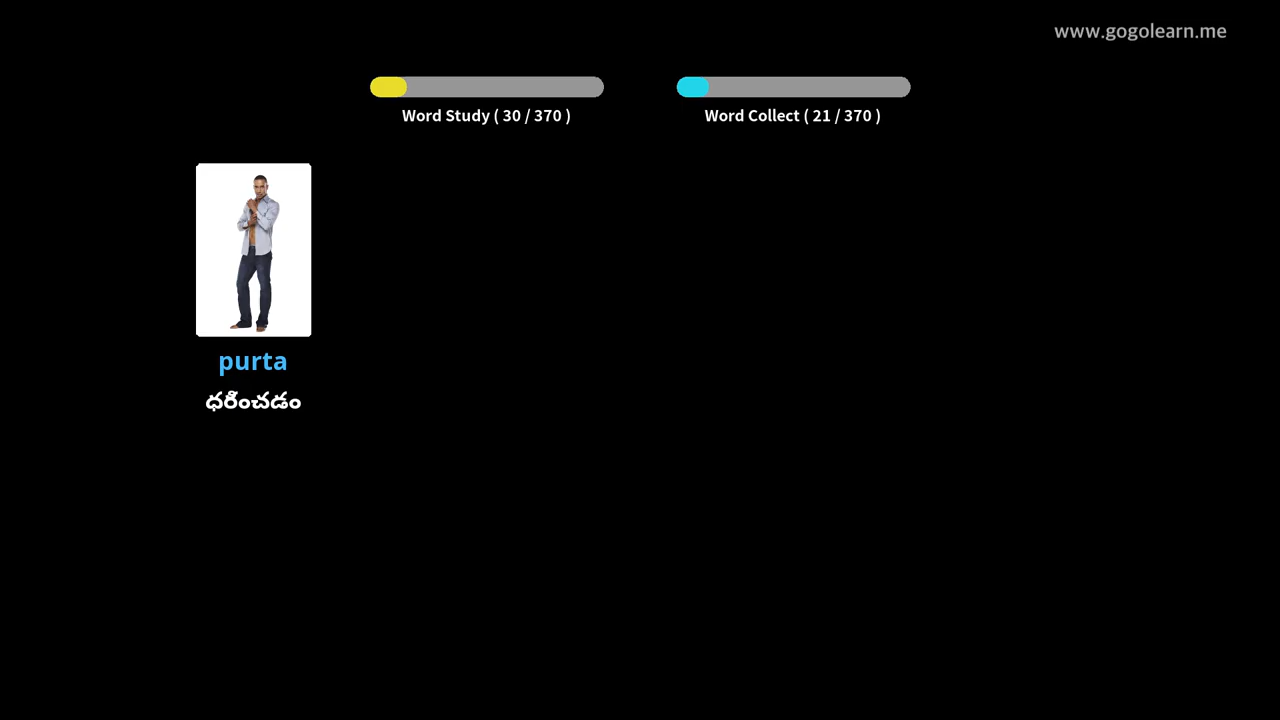 www.gogolearn.me
Word Study ( 30 / 370 )
Word Collect ( 21 / 370 )
purta
ధరించడం